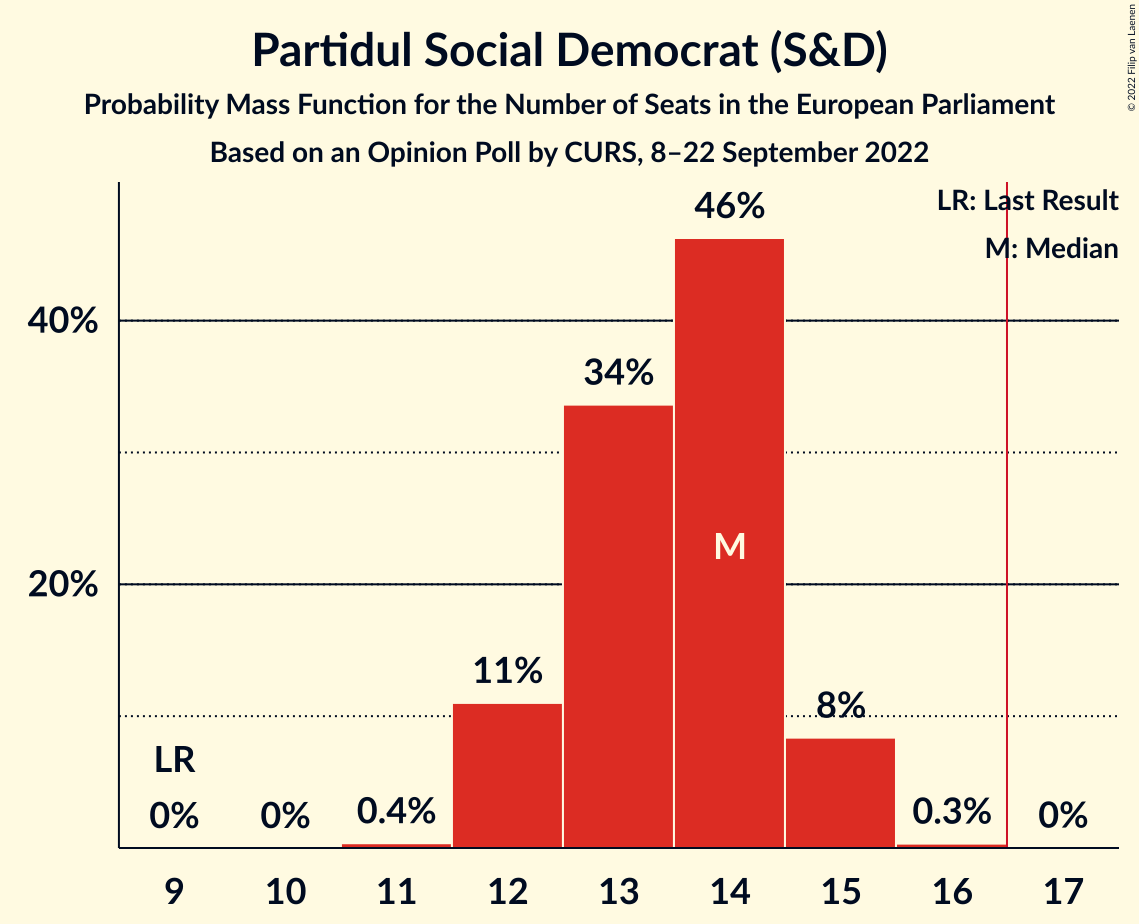 Partidul Social Democrat (S&D)
Probability Mass Function for the Number of Seats in the European Parliament
Based on an Opinion Poll by CURS, 8–22 September 2022
© 2022 Filip van Laenen
LR: Last Result
M: Median
46%
40%
34%
M
20%
11%
8%
LR
0%
0%
0.4%
0.3%
0%
9 10 11 12 13 14 15 16 17